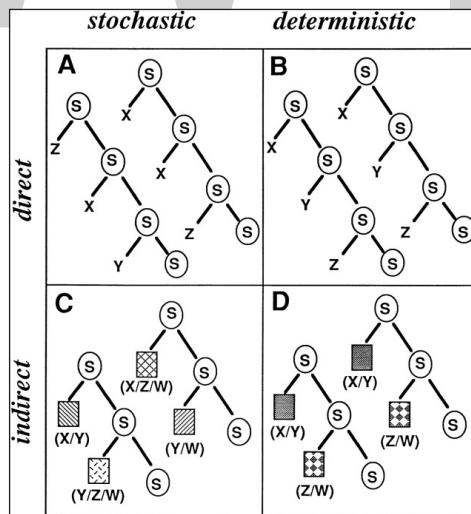 stochastic deterministic
direct
indirect
A
S
S
X
Z
S
S
X
X
S
S
Z
Y
S
S
B
S
S
X
X
S
S
Y
Y
S
S
Z
Z
S
S
C
S
S
(X/Z/W)
S
(X/Y)
S
(Y/W)
S
(Y/Z/W)
S
D
S
S
(X/Y)
S
(X/Y)
S
(Z/W)
S
(Z/W)
S